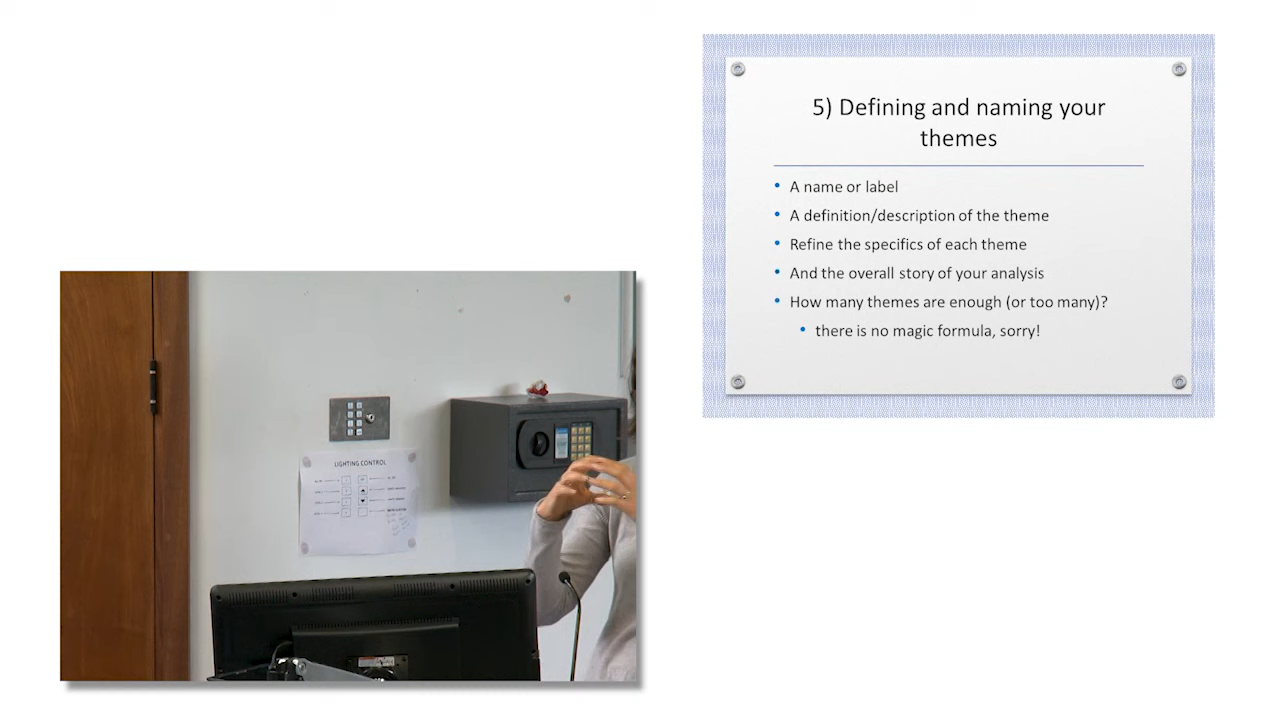 5) Defining and naming your
themes
• A name or label
• A definition/description of the theme
• Refine the specifics of each theme
• And the overall story of your analysis
• How many themes are enough (or too many)?
• there is no magic formula, sorry!
LIGHTING CONTROL